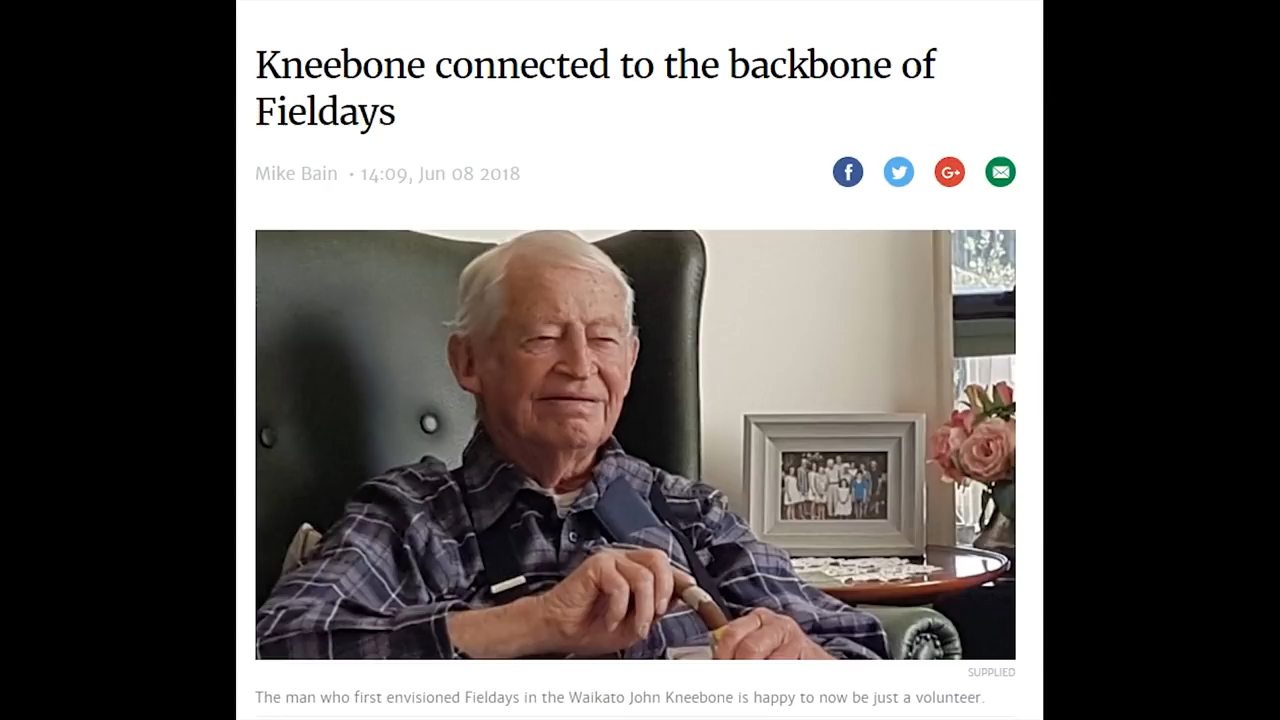 Kneebone connected to the backbone of
Fieldays
Mike Bain • 14:09, Jun 08 2018
f
G+
SUPPLIED
The man who first envisioned Fieldays in the Waikato John Kneebone is happy to now be just a volunteer.